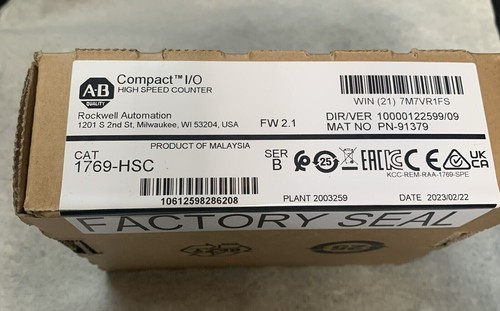 A·B
QUALITY
Compact™ I/O
HIGH SPEED COUNTER
Rockwell Automation
1201 S 2nd St, Milwaukee, WI 53204, USA
FW 2.1
WIN (21) 7M7VR1FS
DIR/VER 10000122599/09
MAT NO PN-91379
PRODUCT OF MALAYSIA
CAT
1769-HSC
SER
B
25
EAC
CE
UK
CA
KCC-REM-RAA-1769-SPE
10612598286208
PLANT 2003259
DATE 2023/02/22
FACTORY SEAL